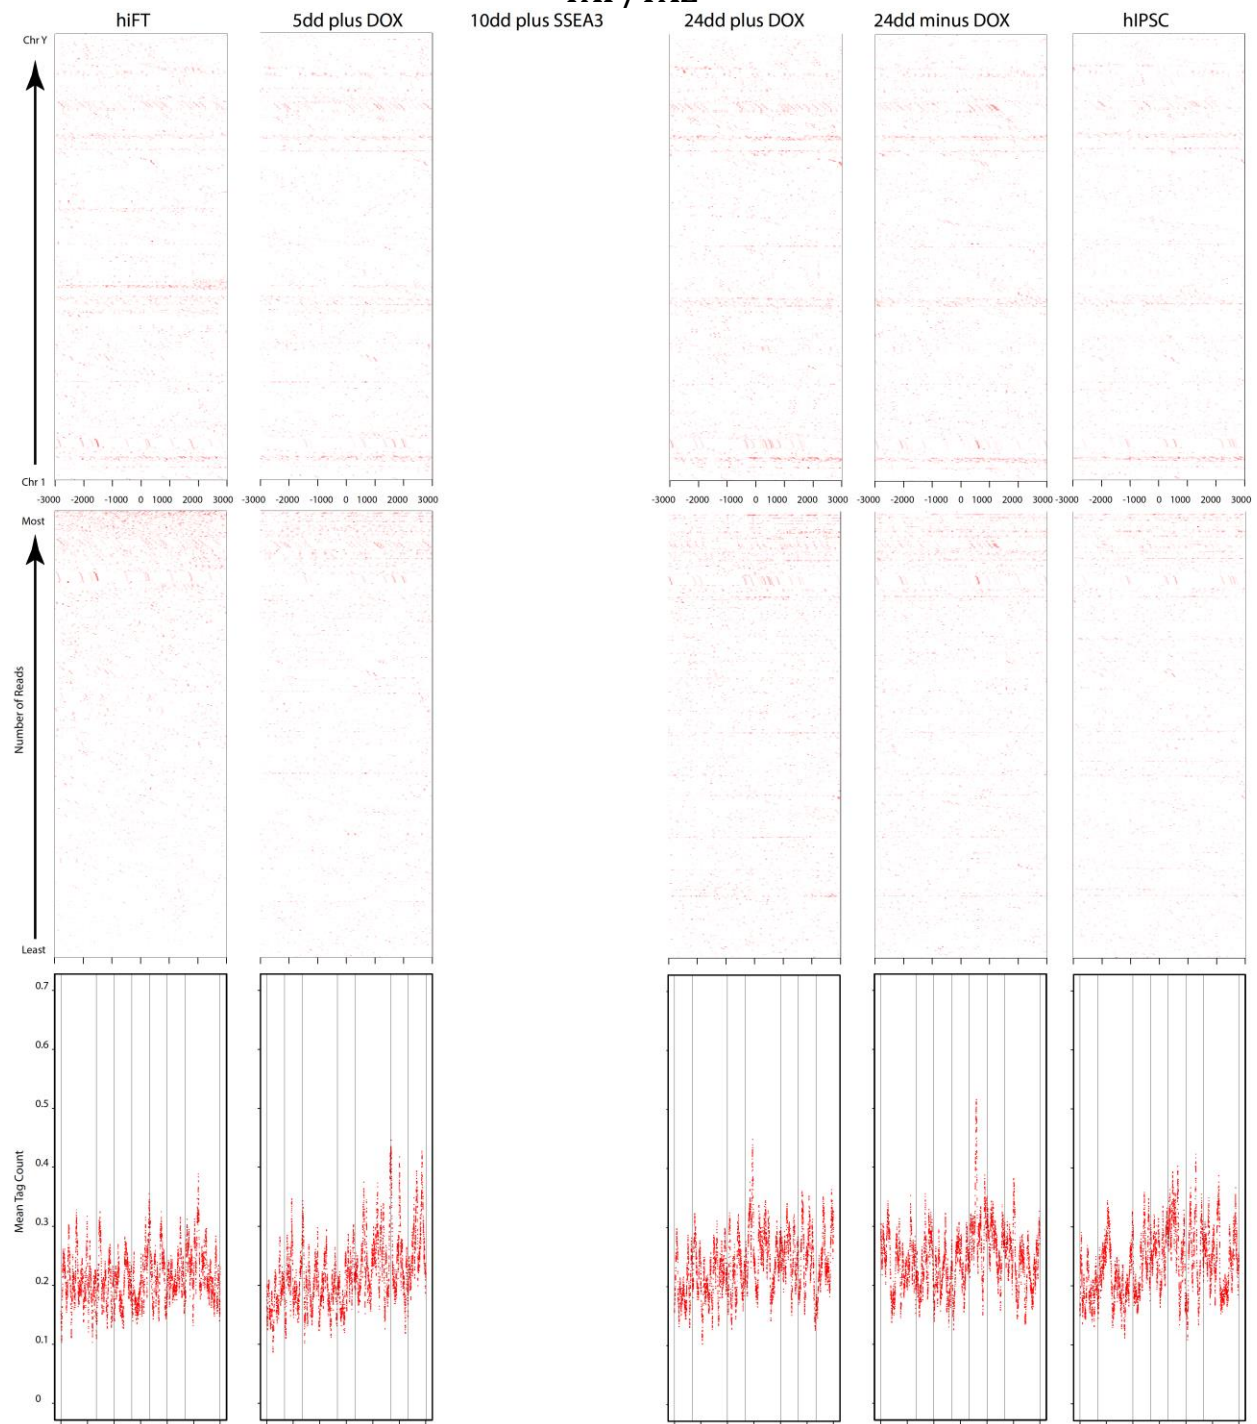 hiFT 5dd plus DOX 10dd plus SSEA3 24dd plus DOX 24dd minus DOX hIPSC
Chr Y
Chr 1
-3000 -2000 -1000 0 1000 2000 3000 -3000 -2000 -1000 0 1000 2000 3000 -3000 -2000 -1000 0 1000 2000 3000 -3000 -2000 -1000 0 1000 2000 3000 -3000 -2000 -1000 0 1000 2000 3000
Most
Number of Reads
Least
0.7
0.6
0.5
0.4
Mean Tag Count
0.3
0.2
0.1
0